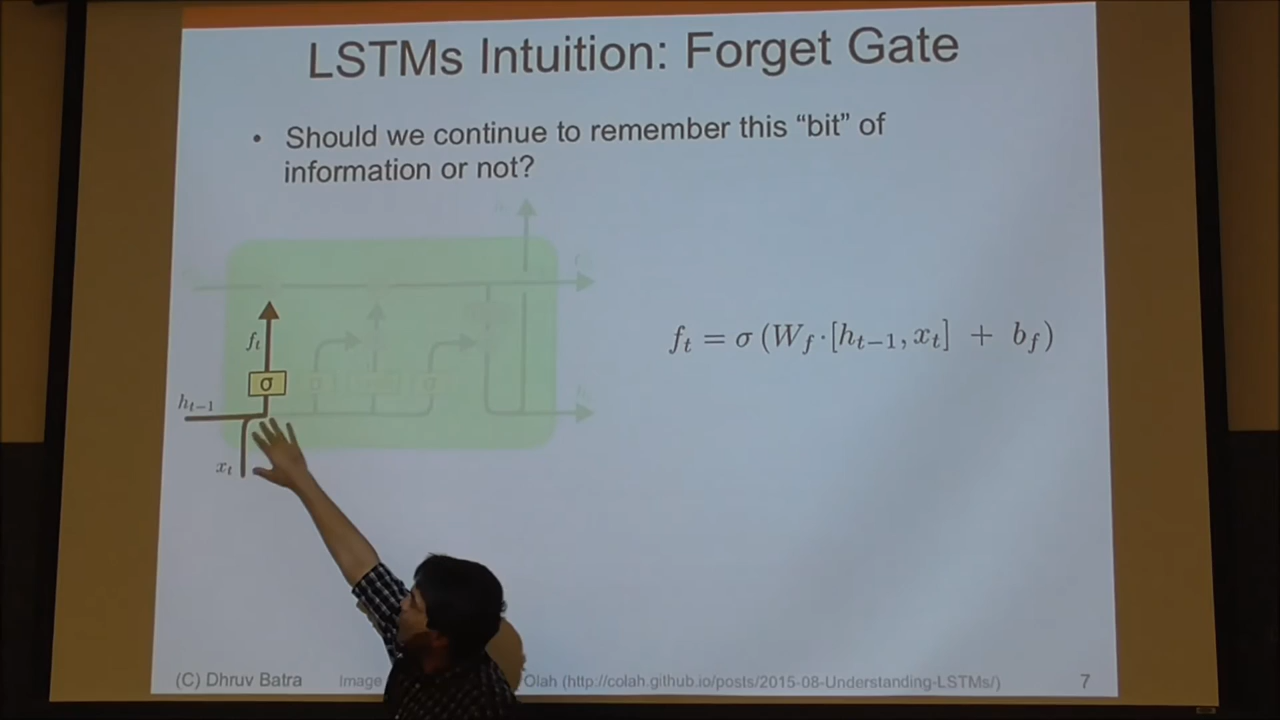 LSTMs Intuition: Forget Gate
• Should we continue to remember this “bit” of
information or not?
f_t
σ
h_{t-1}
x_t
f_t = σ (W_f · [h_{t-1}, x_t] + b_f)
(C) Dhruv Batra Image Olah (http://colah.github.io/posts/2015-08-Understanding-LSTMs/) 7